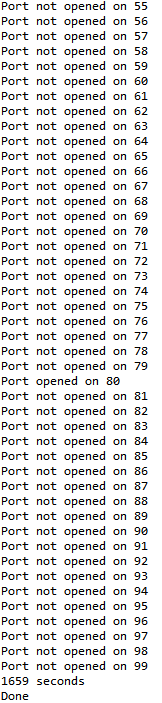 Port not opened on 55
Port not opened on 56
Port not opened on 57
Port not opened on 58
Port not opened on 59
Port not opened on 60
Port not opened on 61
Port not opened on 62
Port not opened on 63
Port not opened on 64
Port not opened on 65
Port not opened on 66
Port not opened on 67
Port not opened on 68
Port not opened on 69
Port not opened on 70
Port not opened on 71
Port not opened on 72
Port not opened on 73
Port not opened on 74
Port not opened on 75
Port not opened on 76
Port not opened on 77
Port not opened on 78
Port not opened on 79
Port opened on 80
Port not opened on 81
Port not opened on 82
Port not opened on 83
Port not opened on 84
Port not opened on 85
Port not opened on 86
Port not opened on 87
Port not opened on 88
Port not opened on 89
Port not opened on 90
Port not opened on 91
Port not opened on 92
Port not opened on 93
Port not opened on 94
Port not opened on 95
Port not opened on 96
Port not opened on 97
Port not opened on 98
Port not opened on 99
1659 seconds
Done